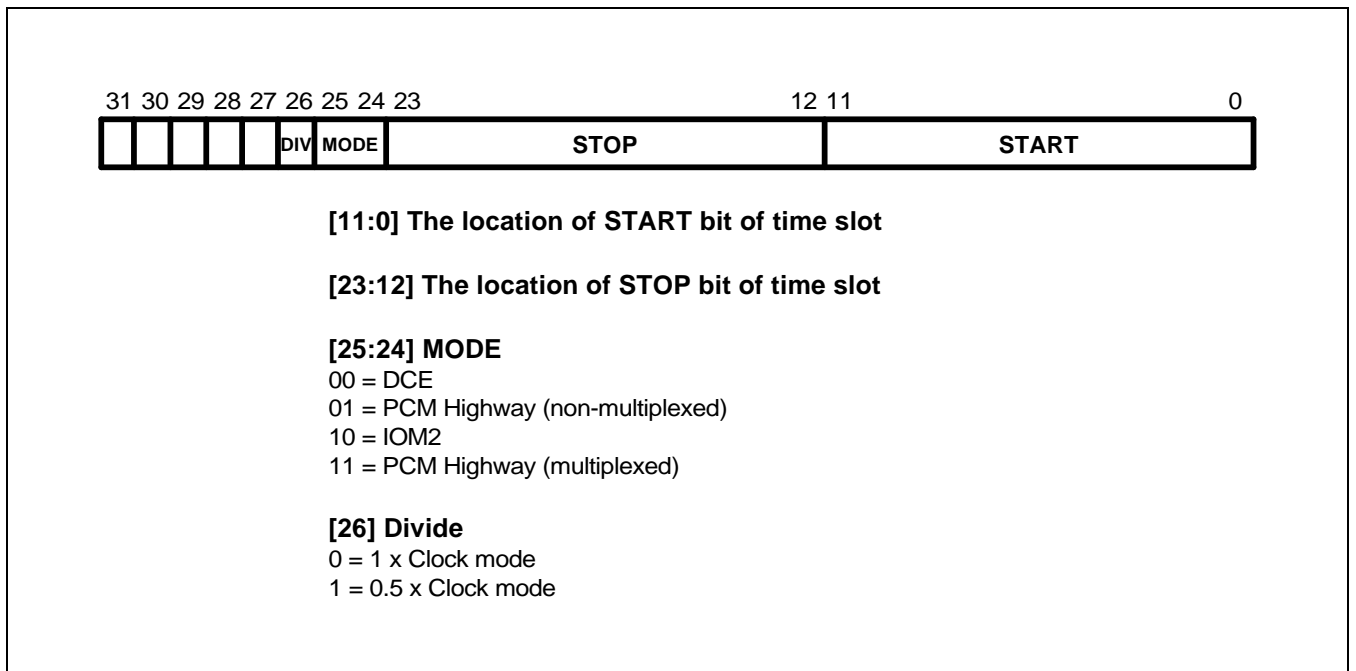 31 30 29 28 27 26 25 24 23 12 11 0
DIV MODE STOP START
[11:0] The location of START bit of time slot
[23:12] The location of STOP bit of time slot
[25:24] MODE
00 = DCE
01 = PCM Highway (non-multiplexed)
10 = IOM2
11 = PCM Highway (multiplexed)
[26] Divide
0 = 1 x Clock mode
1 = 0.5 x Clock mode